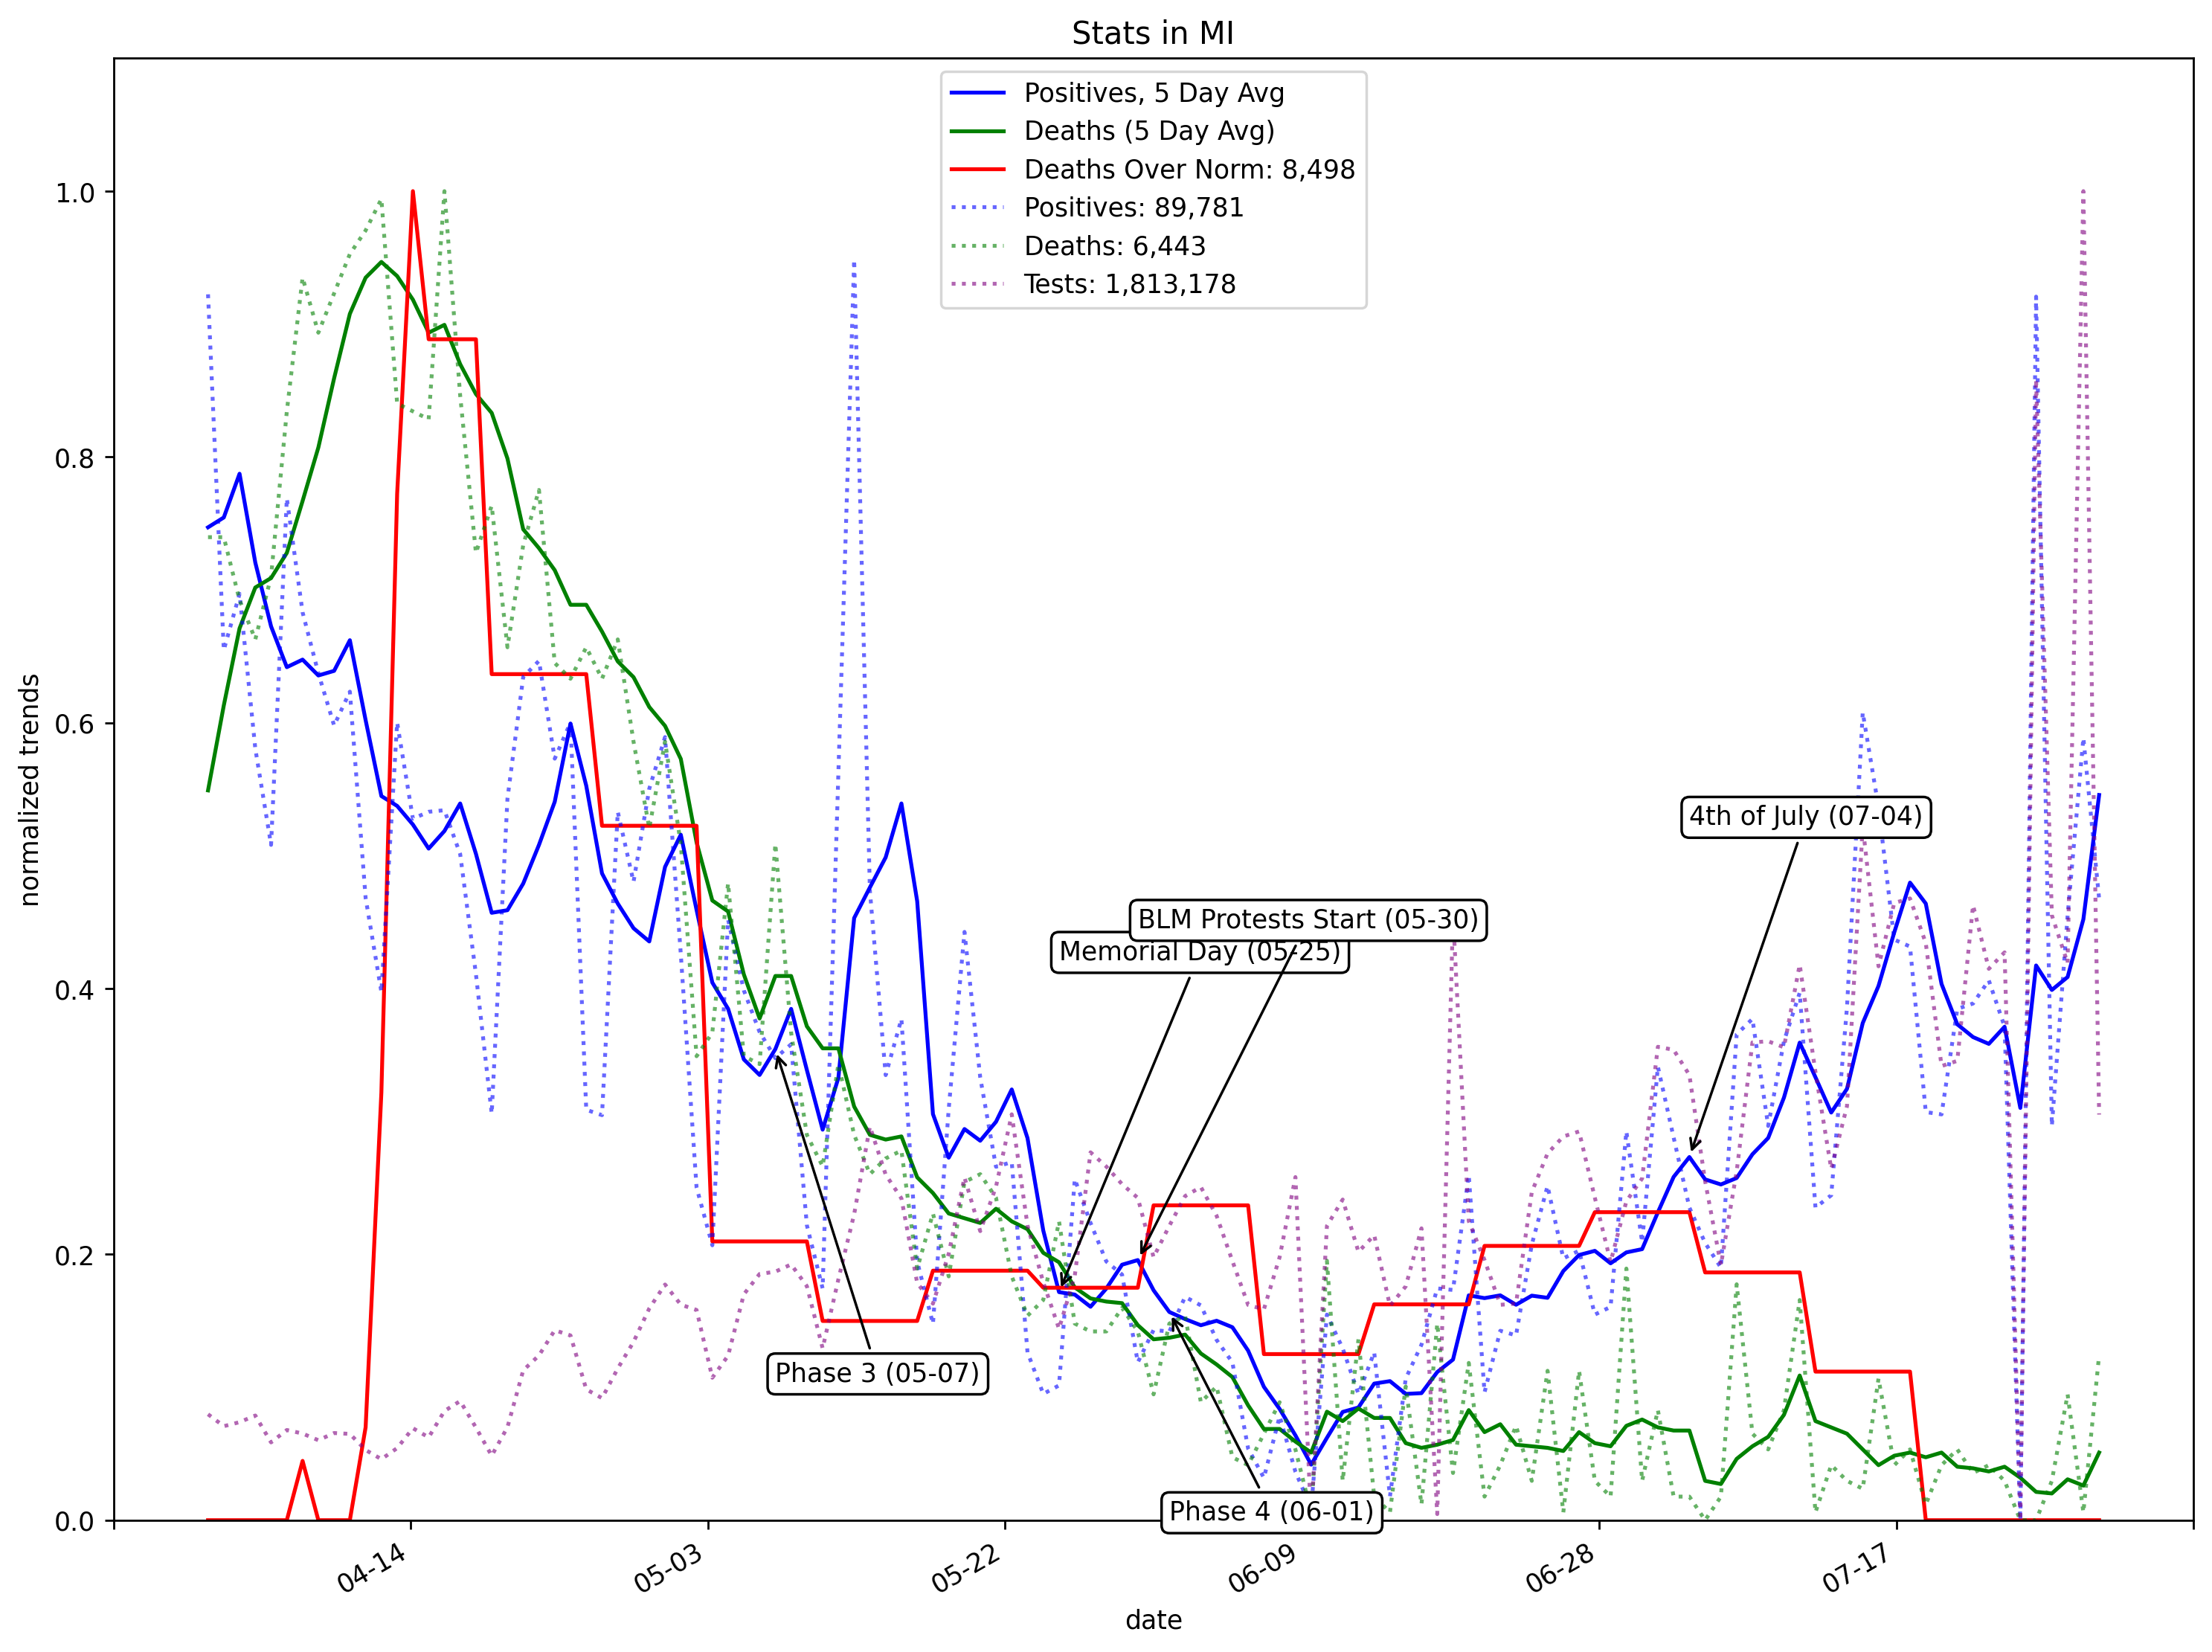 Stats in MI
Positives, 5 Day Avg
Deaths (5 Day Avg)
Deaths Over Norm: 8,498
Positives: 89,781
Deaths: 6,443
Tests: 1,813,178
1.0
0.8
0.6
0.4
0.2
0.0
normalized trends
4th of July (07-04)
BLM Protests Start (05-30)
Memorial Day (05-25)
Phase 3 (05-07)
Phase 4 (06-01)
04-14
05-03
05-22
06-09
06-28
07-17
date